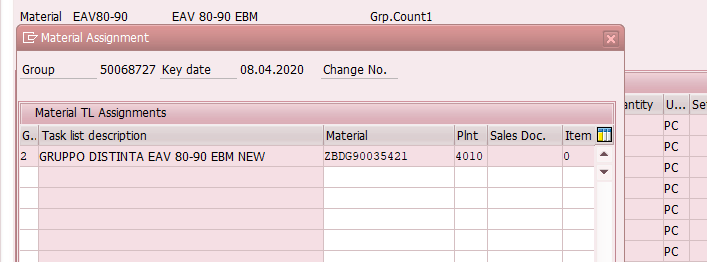 Material EAV80-90 EAV 80-90 EBM Grp.Count1
Material Assignment
Group 50068727 Key date 08.04.2020 Change No.
Material TL Assignments
G.. Task list description Material Plnt Sales Doc. Item
2 GRUPPO DISTINTA EAV 80-90 EBM NEW ZBDG90035421 4010 0
antity U... Se
PC
PC
PC
PC
PC
PC
PC